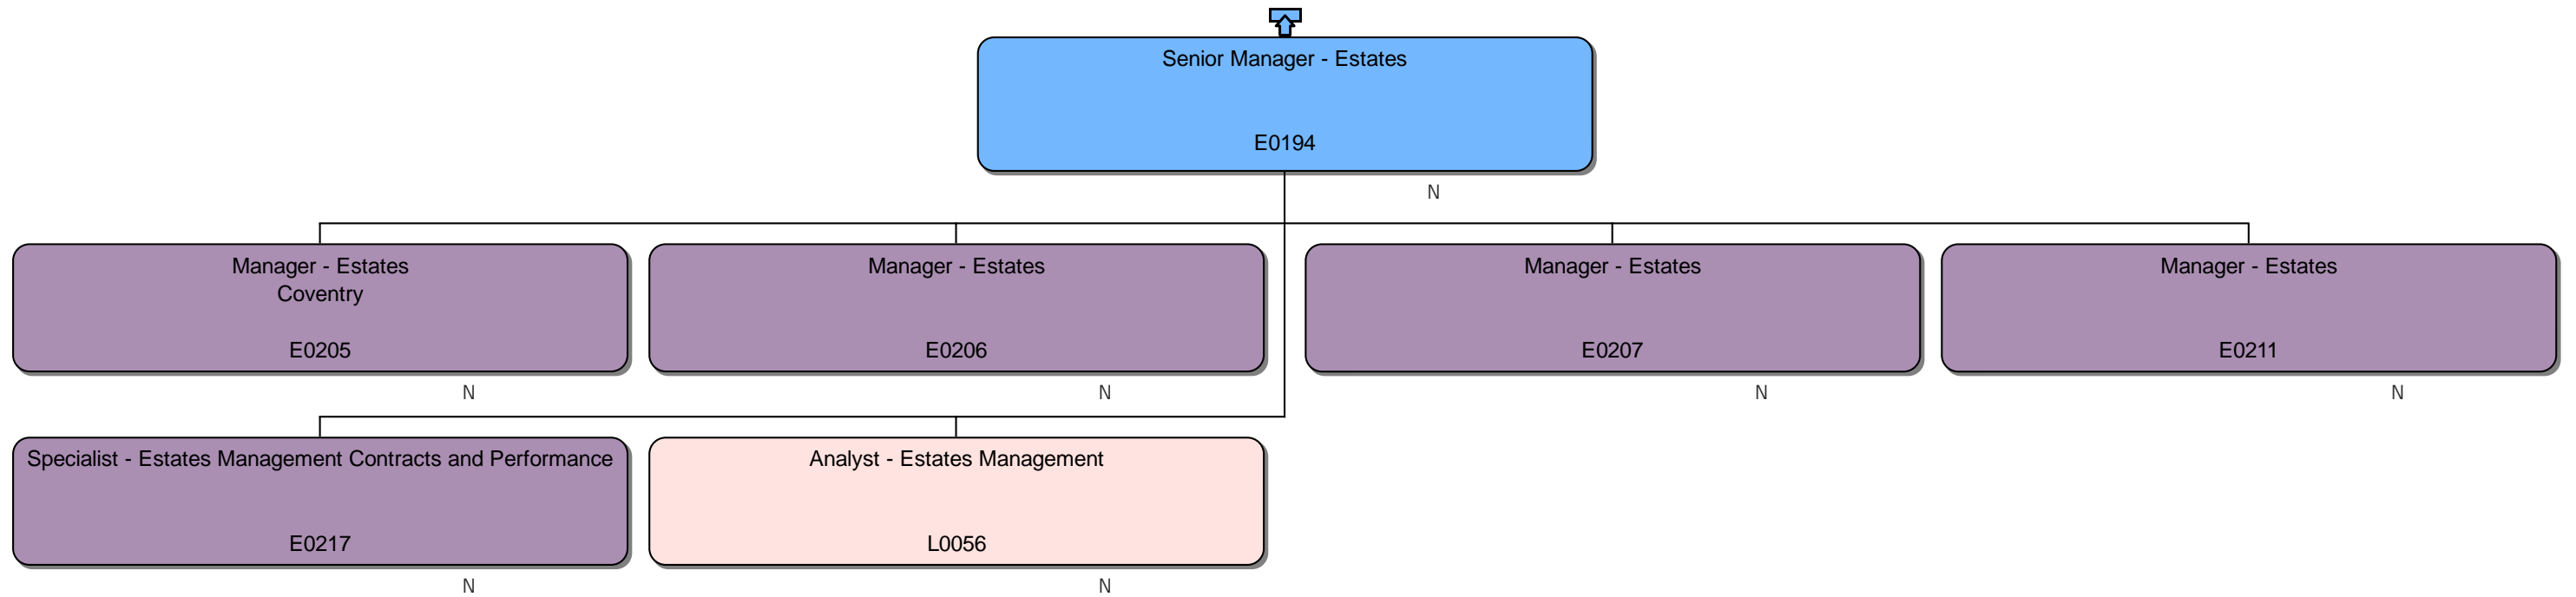 Senior Manager - Estates
E0194
N
Manager - Estates
Coventry
E0205
N
Manager - Estates
E0206
N
Manager - Estates
E0207
N
Manager - Estates
E0211
N
Specialist - Estates Management Contracts and Performance
E0217
N
Analyst - Estates Management
L0056
N